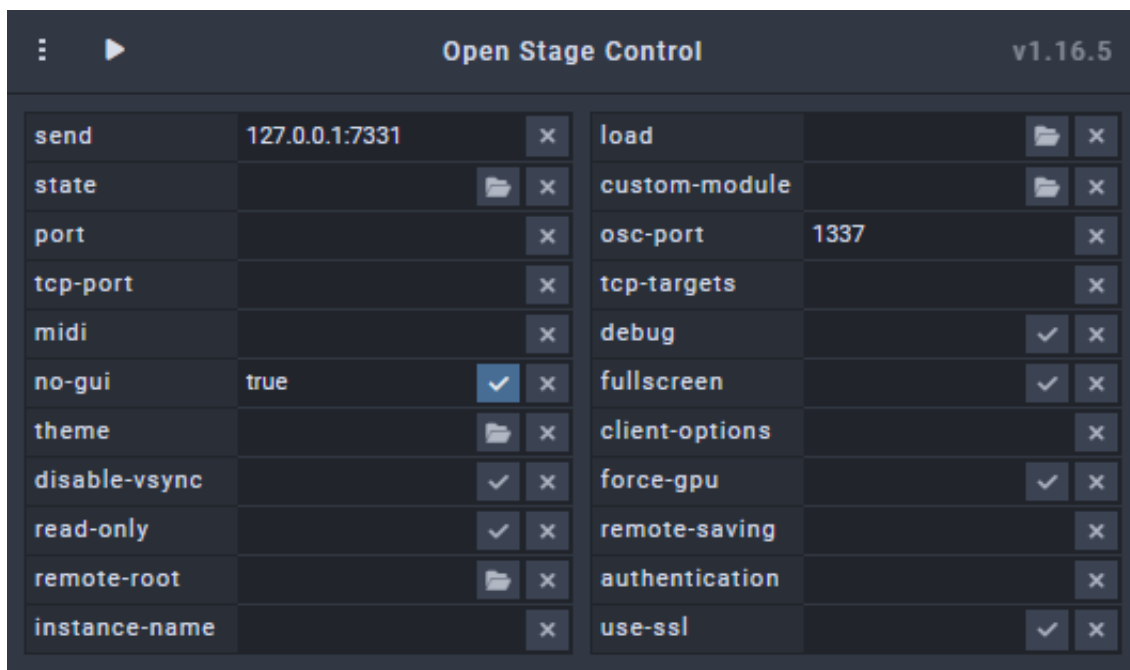 Open Stage Control v1.16.5
send 127.0.0.1:7331 load
state custom-module
port osc-port 1337
tcp-port tcp-targets
midi debug
no-gui true fullscreen
theme client-options
disable-vsync force-gpu
read-only remote-saving
remote-root authentication
instance-name use-ssl